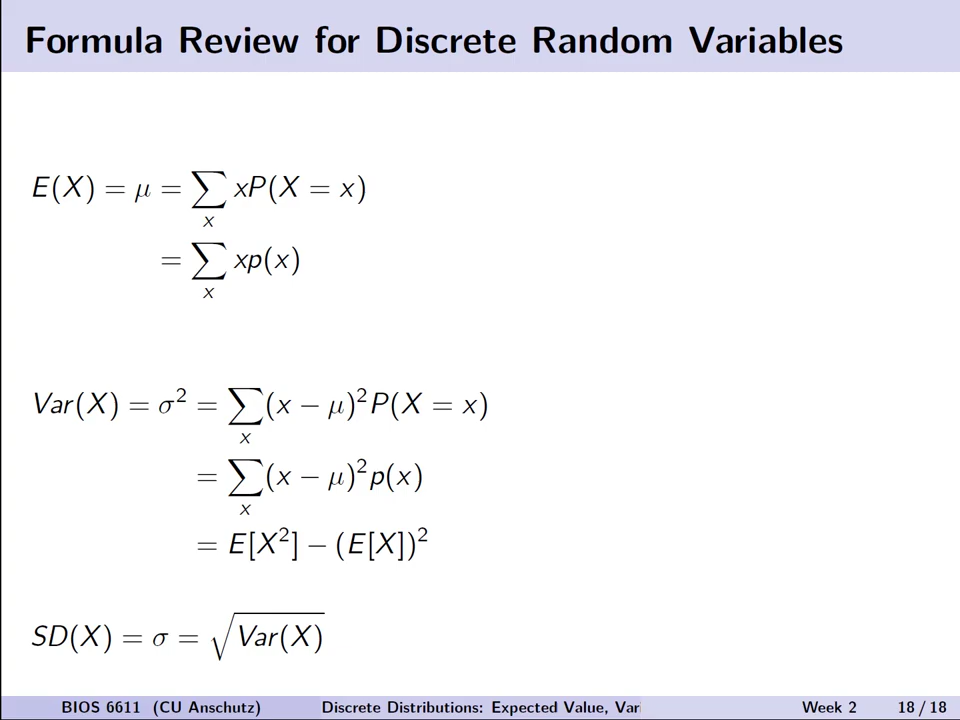 Formula Review for Discrete Random Variables
E(X) = μ = ∑ₓ xP(X = x)
= ∑ₓ xp(x)
Var(X) = σ² = ∑ₓ (x − μ)²P(X = x)
= ∑ₓ (x − μ)²p(x)
= E[X²] − (E[X])²
SD(X) = σ = √Var(X)
BIOS 6611 (CU Anschutz) Discrete Distributions: Expected Value, Vari Week 2 18 / 18